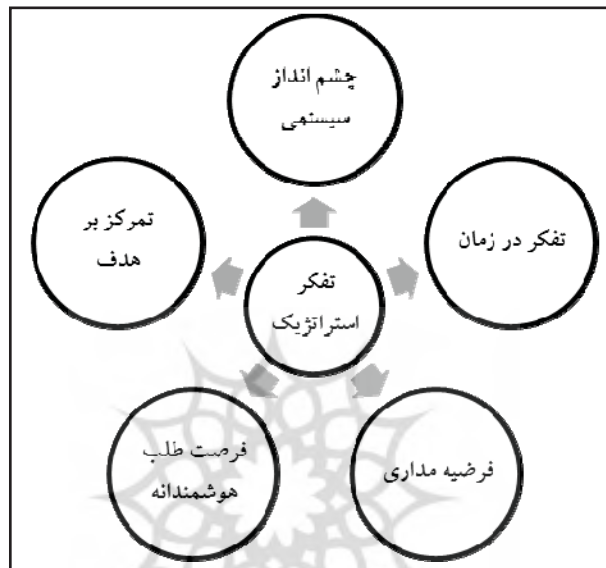 چشم انداز
سیستمی
تفکر در زمان
تمرکز بر
هدف
تفکر
استراتژیک
فرضیه مداری
فرصت طلب
هوشمندانه